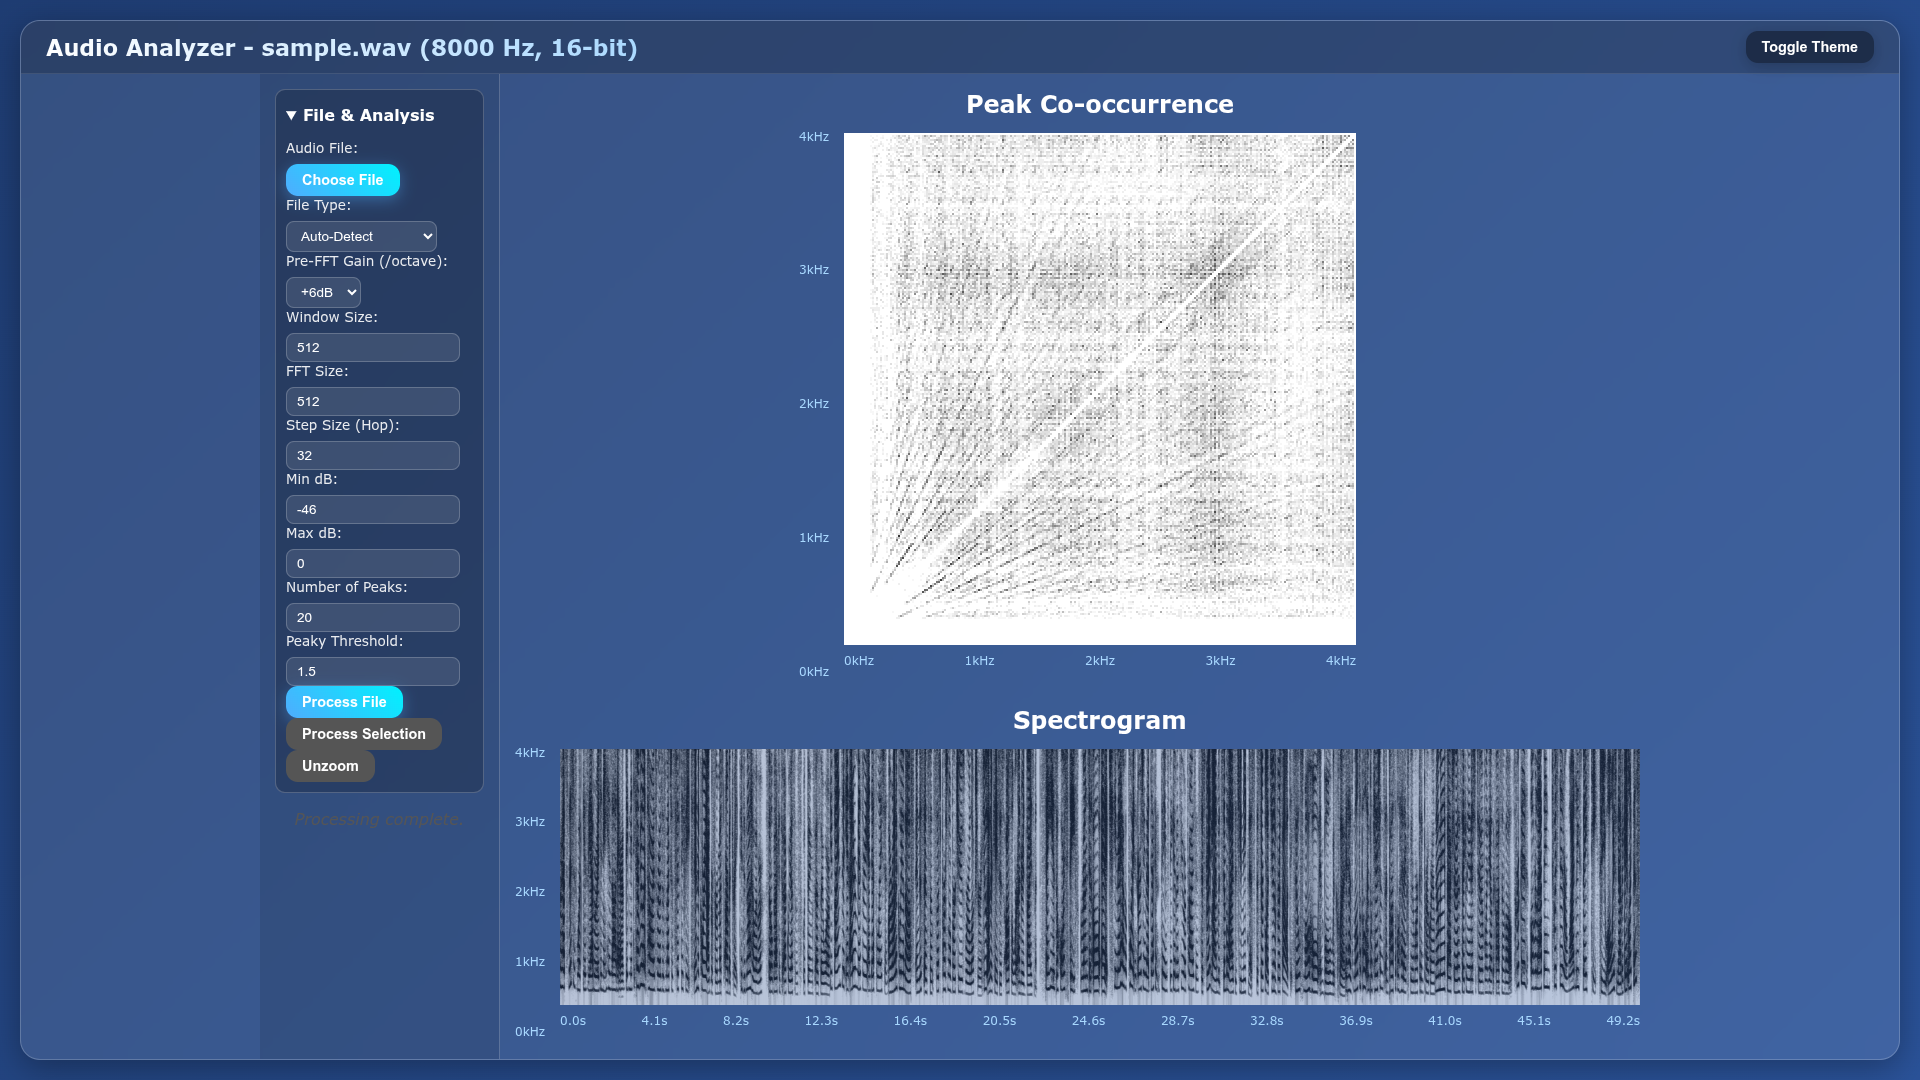 Audio Analyzer - sample.wav (8000 Hz, 16-bit)
Toggle Theme
▼ File & Analysis
Audio File:
Choose File
File Type:
Auto-Detect
Pre-FFT Gain (/octave):
+6dB
Window Size:
512
FFT Size:
512
Step Size (Hop):
32
Min dB:
-46
Max dB:
0
Number of Peaks:
20
Peaky Threshold:
1.5
Process File
Process Selection
Unzoom
Processing complete.
Peak Co-occurrence
4kHz
3kHz
2kHz
1kHz
0kHz
0kHz 1kHz 2kHz 3kHz 4kHz
Spectrogram
4kHz
3kHz
2kHz
1kHz
0kHz
0.0s 4.1s 8.2s 12.3s 16.4s 20.5s 24.6s 28.7s 32.8s 36.9s 41.0s 45.1s 49.2s